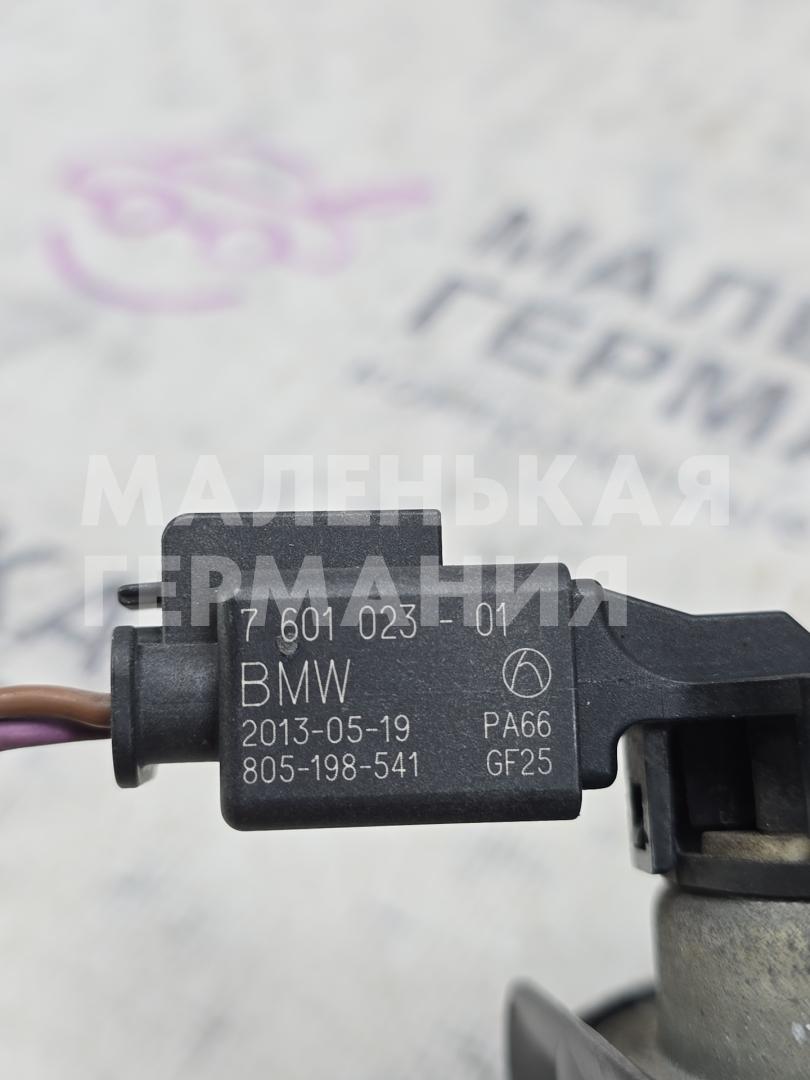 МАЛЕНЬКАЯ
ГЕРМАНИЯ
7 601 023 - 01
BMW
2013-05-19
PA66
805-198-541
GF25